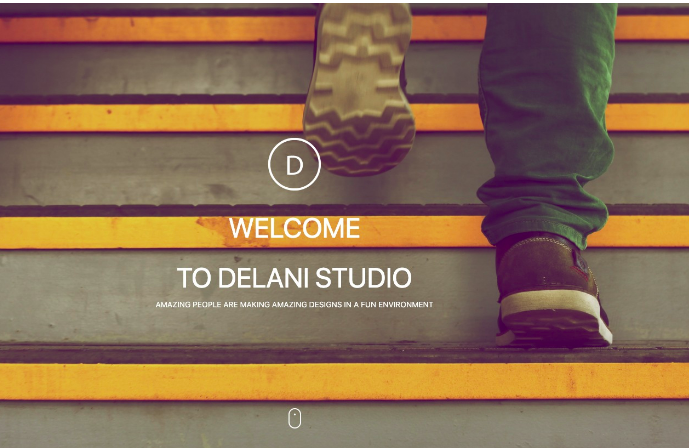 D
WELCOME
TO DELANI STUDIO
AMAZING PEOPLE ARE MAKING AMAZING DESIGNS IN A FUN ENVIRONMENT